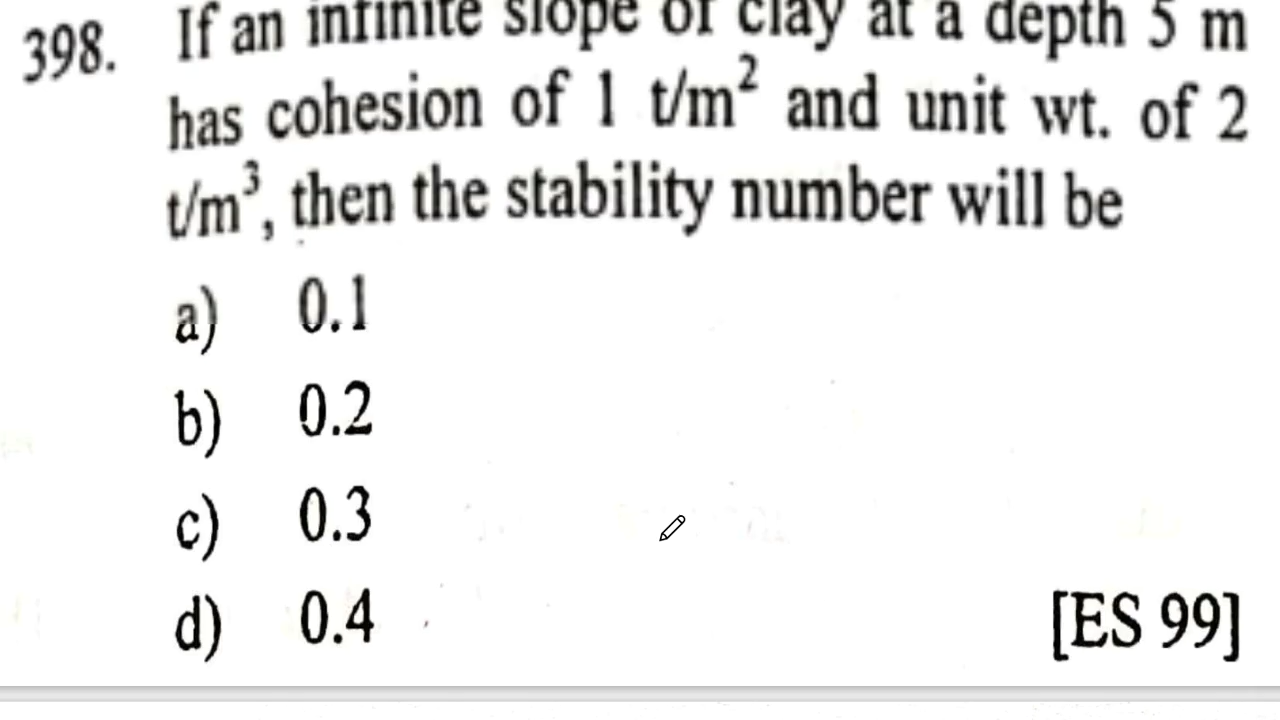 398. If an infinite slope of clay at a depth 5 m
has cohesion of 1 t/m² and unit wt. of 2
t/m³, then the stability number will be
a) 0.1
b) 0.2
c) 0.3
d) 0.4
[ES 99]